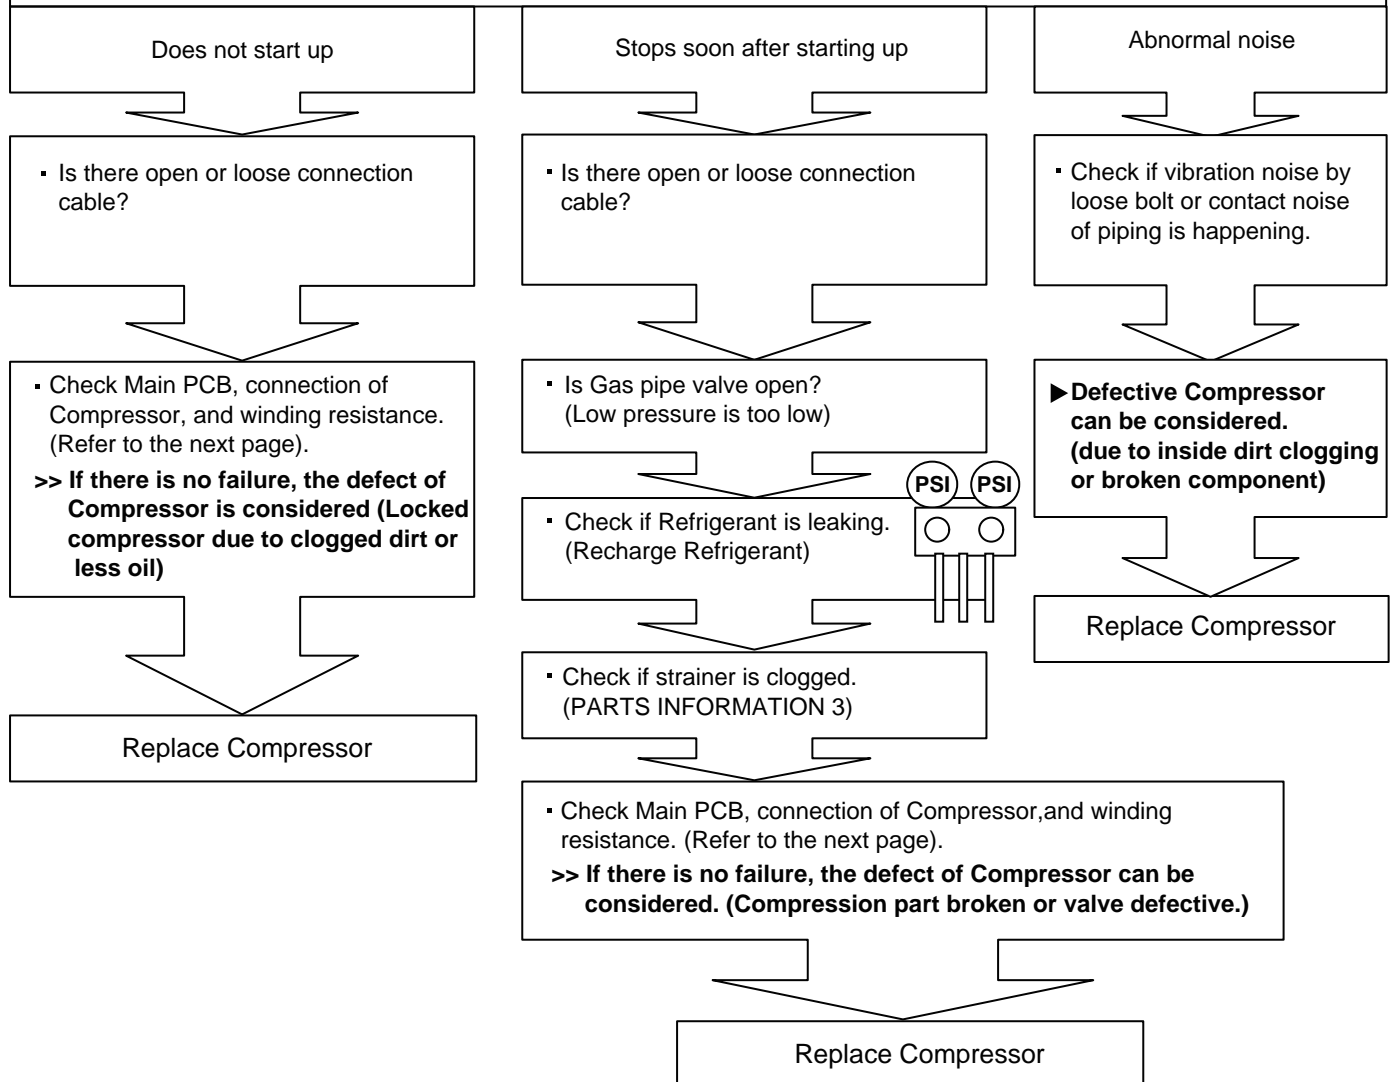 Does not start up
▪ Is there open or loose connection
cable?
▪ Check Main PCB, connection of
Compressor, and winding resistance.
(Refer to the next page).
>> If there is no failure, the defect of
Compressor is considered (Locked
compressor due to clogged dirt or
less oil)
Replace Compressor
Stops soon after starting up
▪ Is there open or loose connection
cable?
▪ Is Gas pipe valve open?
(Low pressure is too low)
▪ Check if Refrigerant is leaking.
(Recharge Refrigerant)
PSI PSI
▪ Check if strainer is clogged.
(PARTS INFORMATION 3)
▪ Check Main PCB, connection of Compressor,and winding
resistance. (Refer to the next page).
>> If there is no failure, the defect of Compressor can be
considered. (Compression part broken or valve defective.)
Replace Compressor
Abnormal noise
▪ Check if vibration noise by
loose bolt or contact noise
of piping is happening.
▶Defective Compressor
can be considered.
(due to inside dirt clogging
or broken component)
Replace Compressor